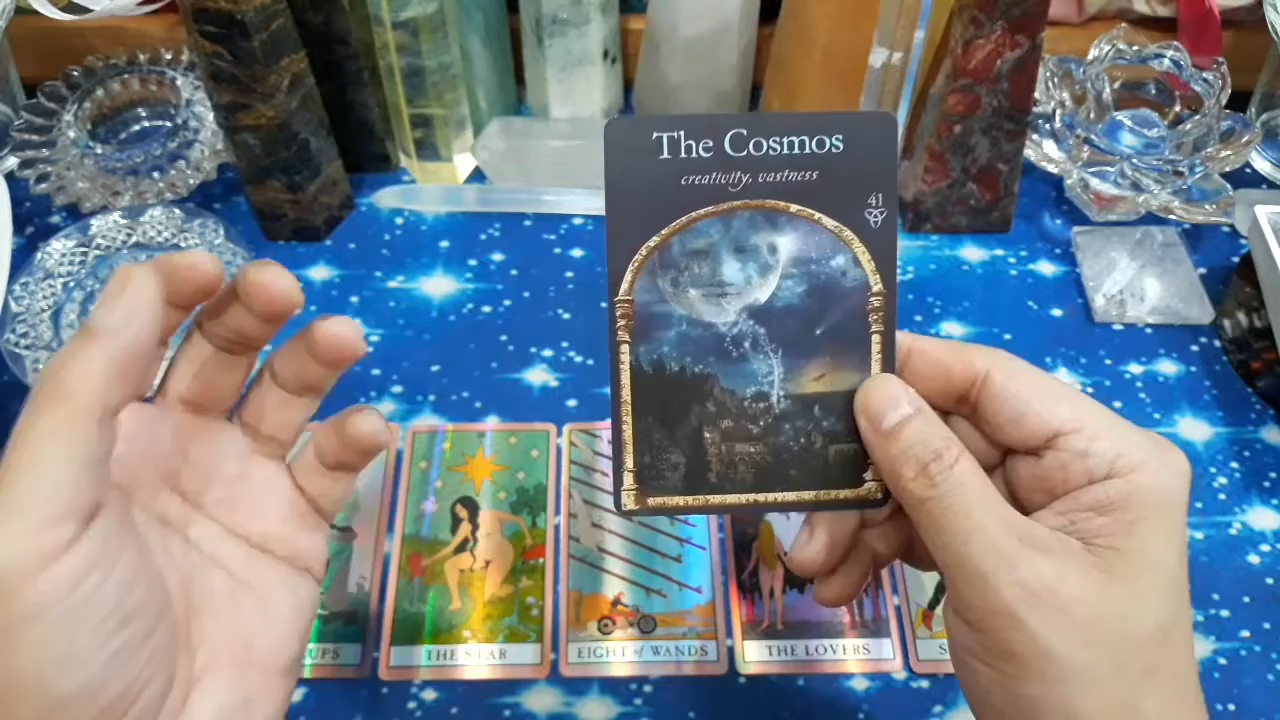 The Cosmos
creativity, vastness
41
UPS
THE STAR
EIGHT of WANDS
THE LOVERS
S